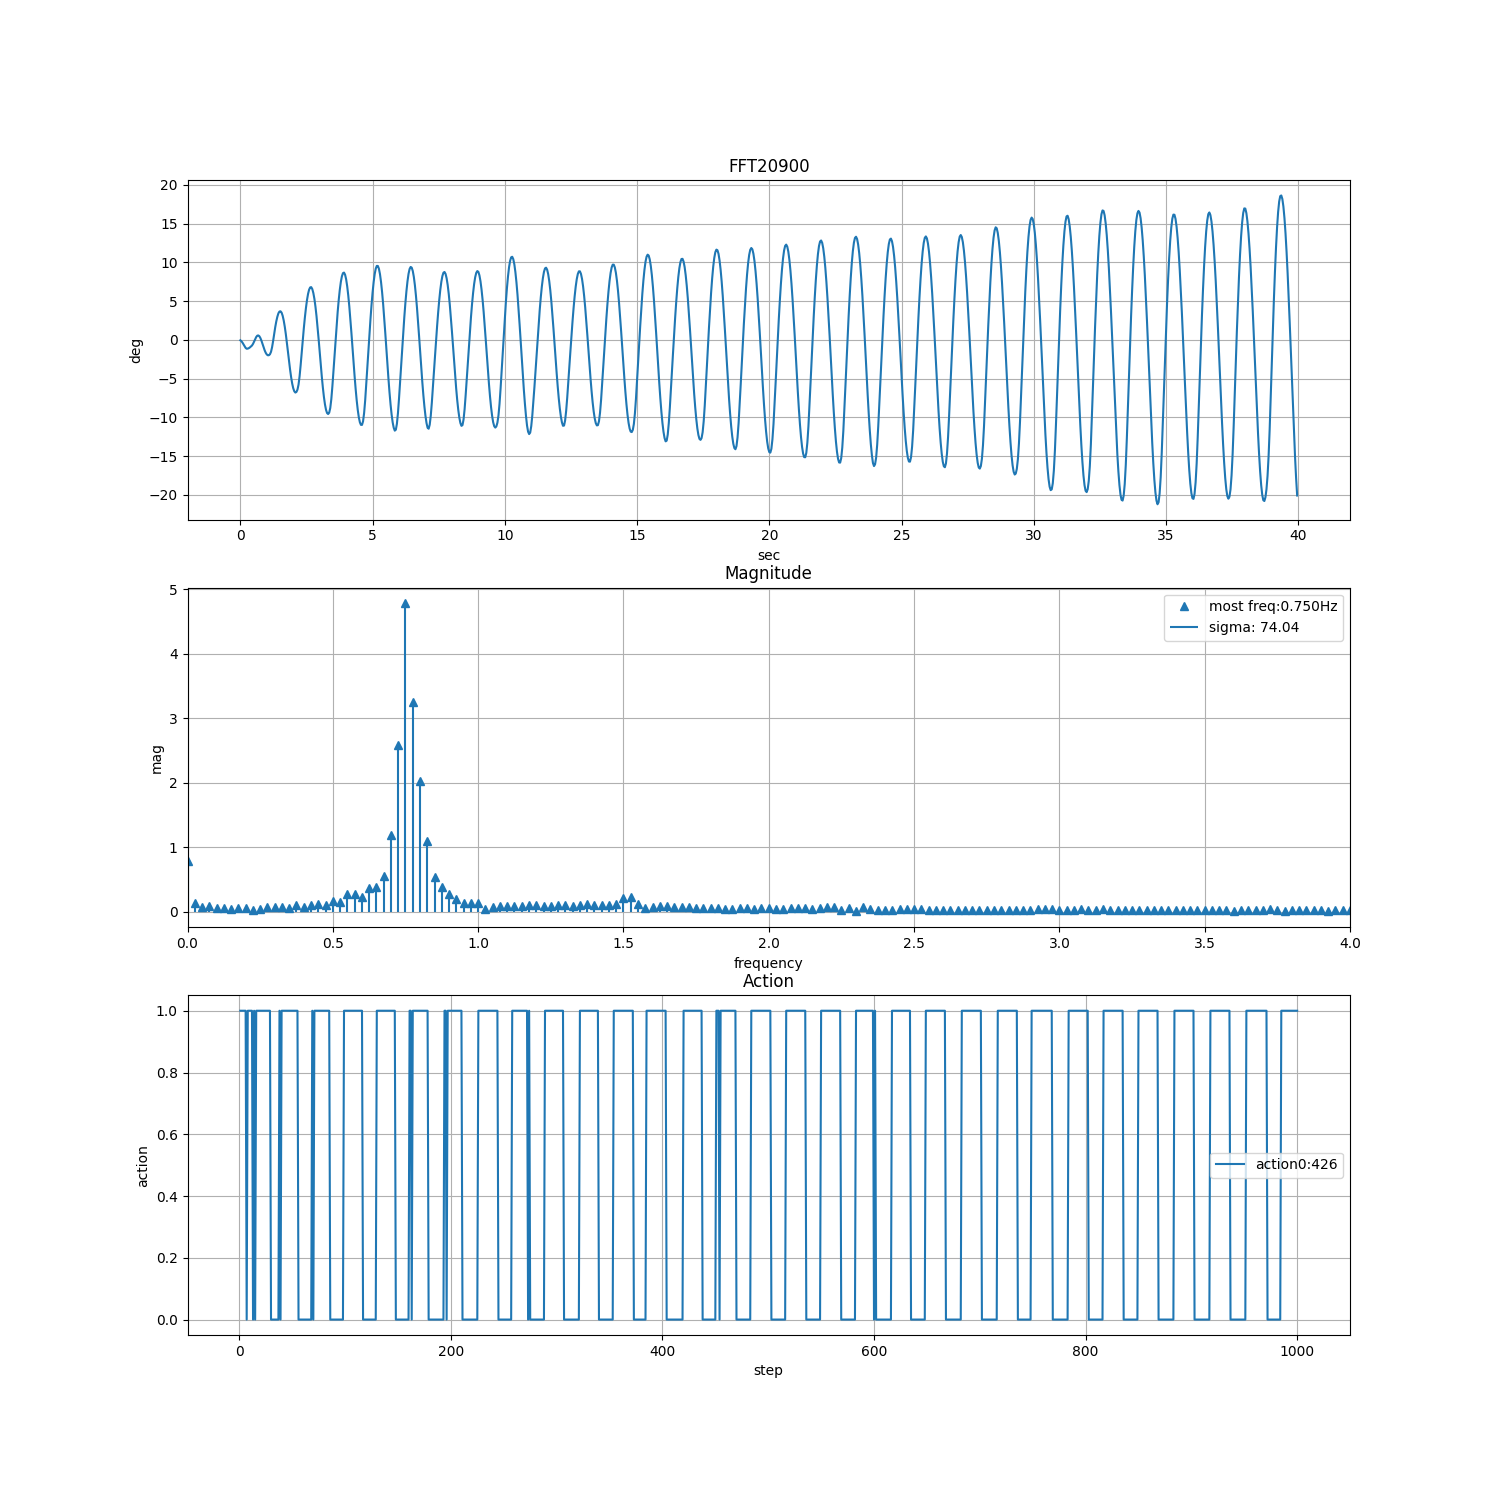 FFT20900
20
15
10
5
0
−5
−10
−15
−20
deg
0 5 10 15 20 25 30 35 40
sec
Magnitude
5
4
3
2
1
0
mag
most freq:0.750Hz
sigma: 74.04
0.0 0.5 1.0 1.5 2.0 2.5 3.0 3.5 4.0
frequency
Action
1.0
0.8
0.6
0.4
0.2
0.0
action
action0:426
0 200 400 600 800 1000
step